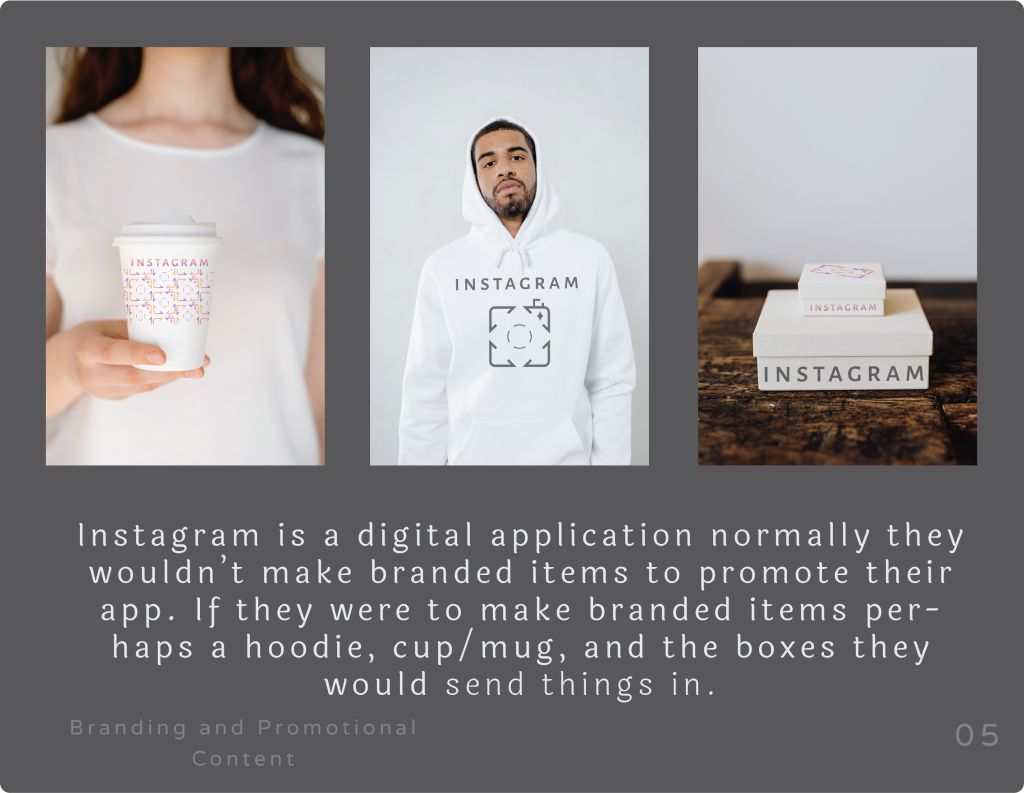 INSTAGRAM
INSTAGRAM
INSTAGRAM
INSTAGRAM
Instagram is a digital application normally they
wouldn’t make branded items to promote their
app. If they were to make branded items per-
haps a hoodie, cup/mug, and the boxes they
would send things in.
Branding and Promotional
Content
05